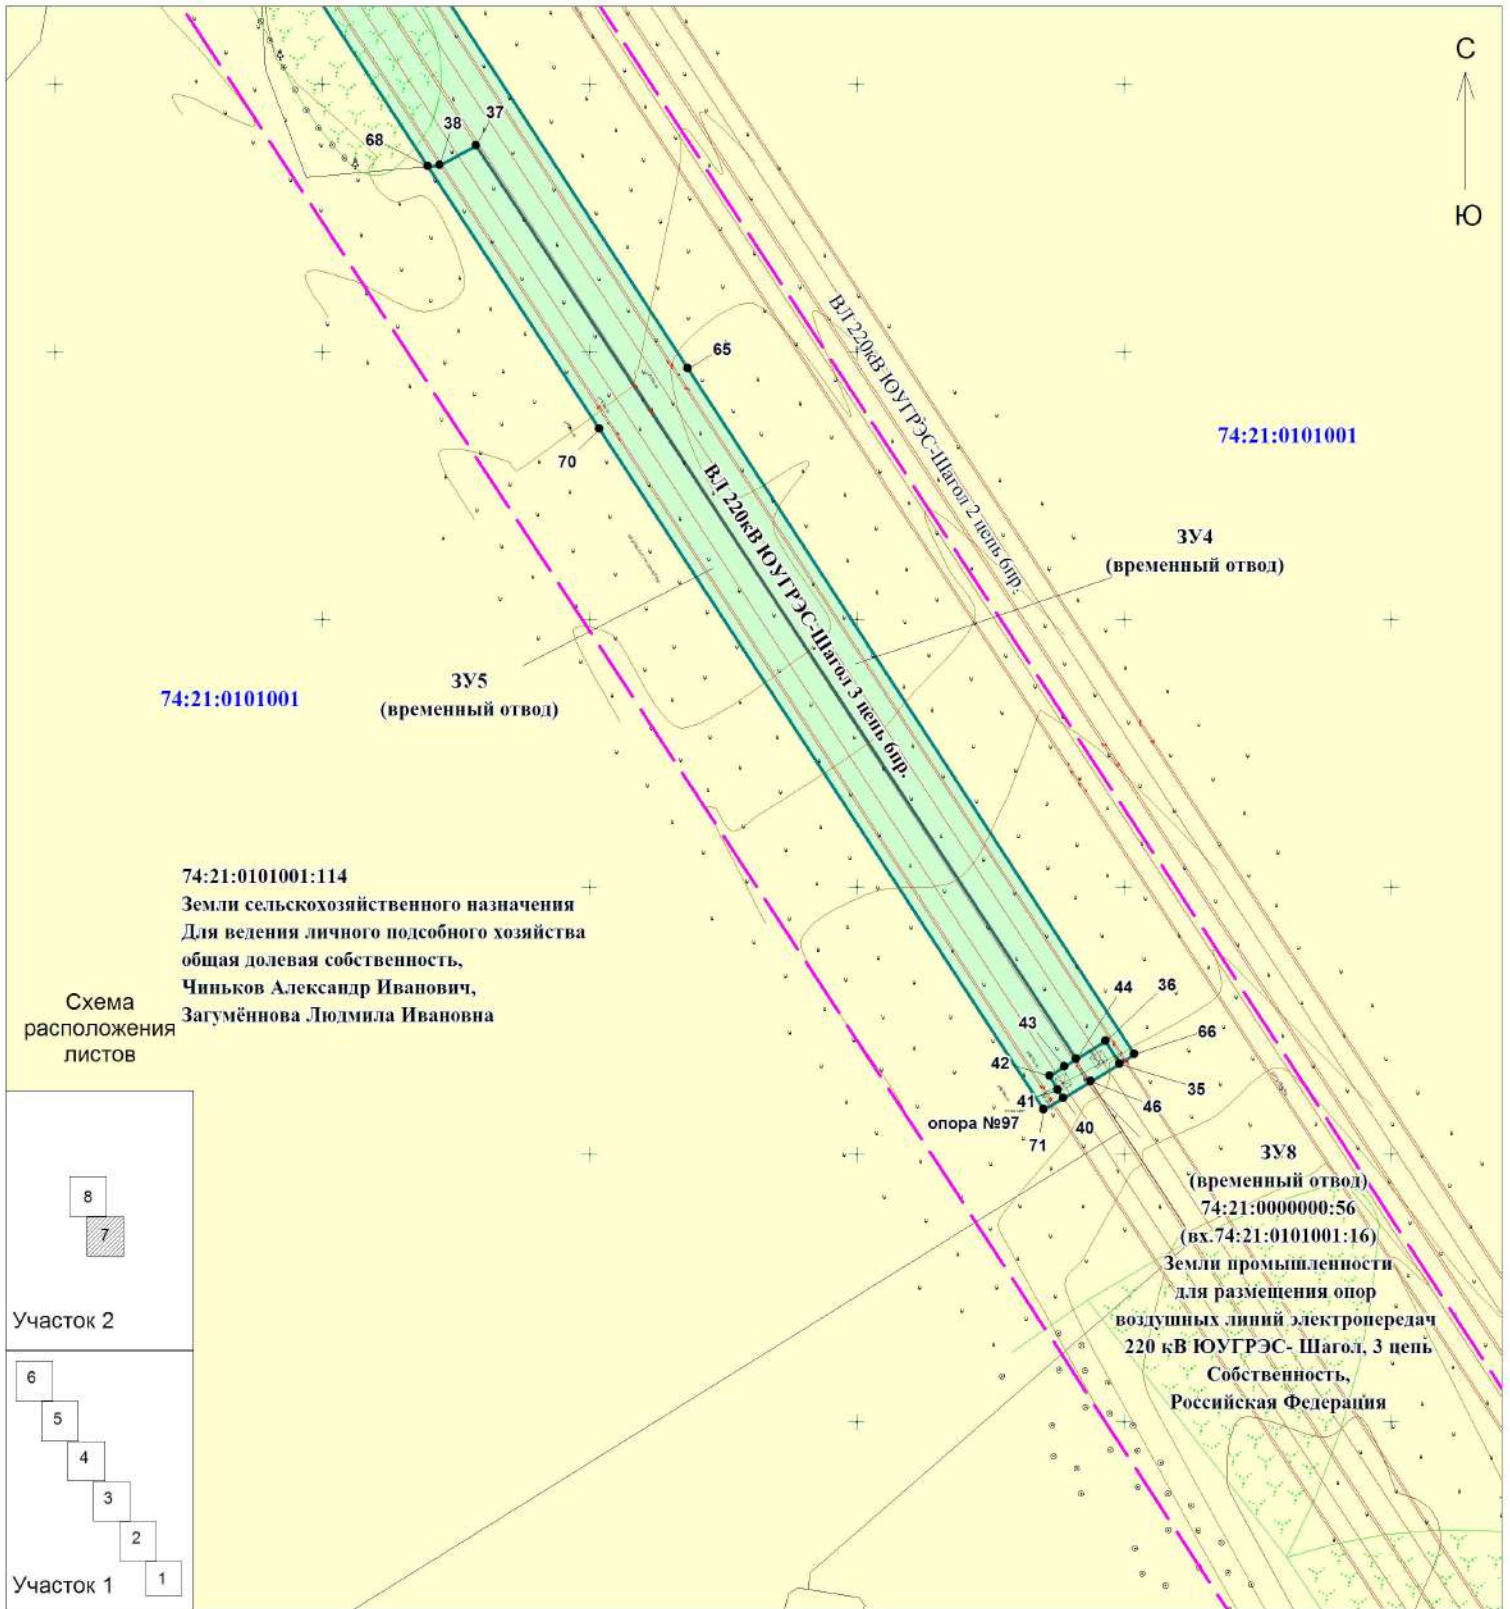 С
Ю
37
38
68
65
70
ВЛ 220кВ ЮУГРЭС-Шагол 2 цепь 6пр.
74:21:0101001
ВЛ 220кВ ЮУГРЭС-Шагол 3 цепь 6пр.
ЗУ4
(временный отвод)
ЗУ5
(временный отвод)
74:21:0101001
74:21:0101001:114
Земли сельскохозяйственного назначения
Для ведения личного подсобного хозяйства
общая долевая собственность,
Чиньков Александр Иванович,
Загумённова Людмила Ивановна
44
36
43
66
42
35
41
46
опора №97
40
71
ЗУ8
(временный отвод)
74:21:0000000:56
(вх.74:21:0101001:16)
Земли промышленности
для размещения опор
воздушных линий электропередач
220 кВ ЮУГРЭС- Шагол, 3 цепь
Собственность,
Российская Федерация
Схема
расположения
листов
8
7
Участок 2
6
5
4
3
2
1
Участок 1